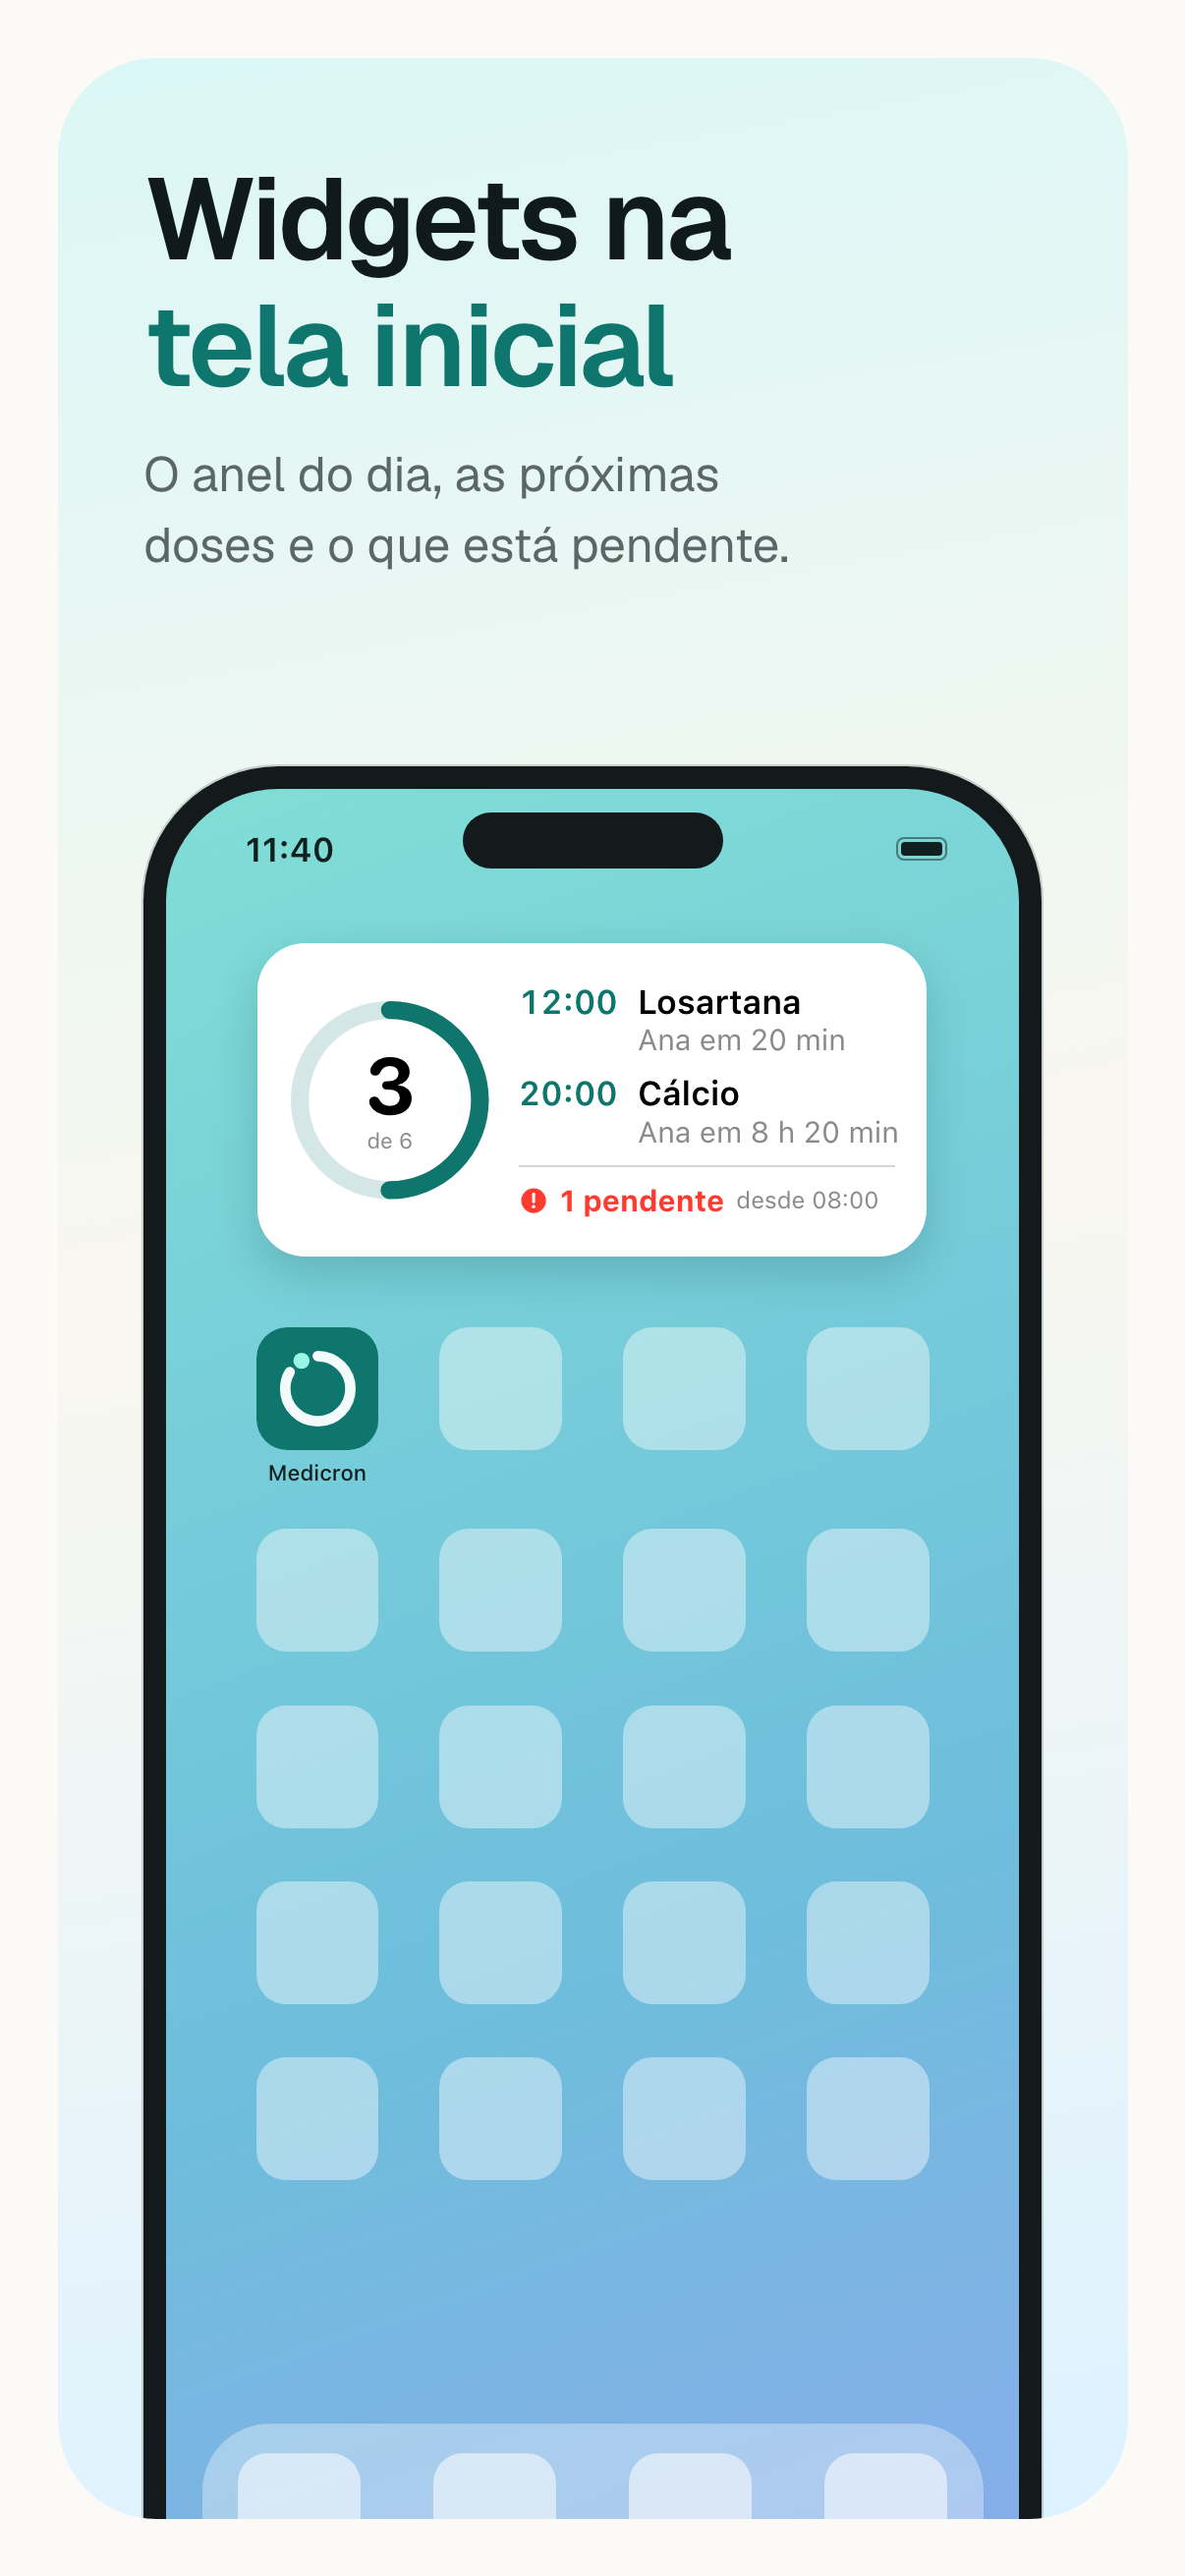 Widgets na
tela inicial
O anel do dia, as próximas
doses e o que está pendente.
11:40
3
de 6
12:00 Losartana
Ana em 20 min
20:00 Cálcio
Ana em 8 h 20 min
1 pendente desde 08:00
Medicron